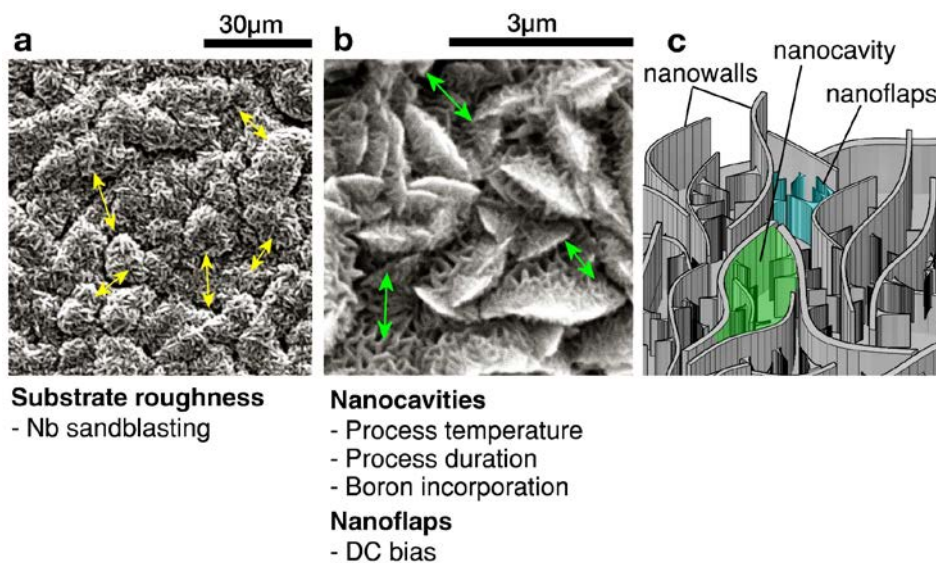 a
30µm
b
3µm
c
nanowalls
nanocavity
nanoflaps
Substrate roughness
- Nb sandblasting
Nanocavities
- Process temperature
- Process duration
- Boron incorporation
Nanoflaps
- DC bias